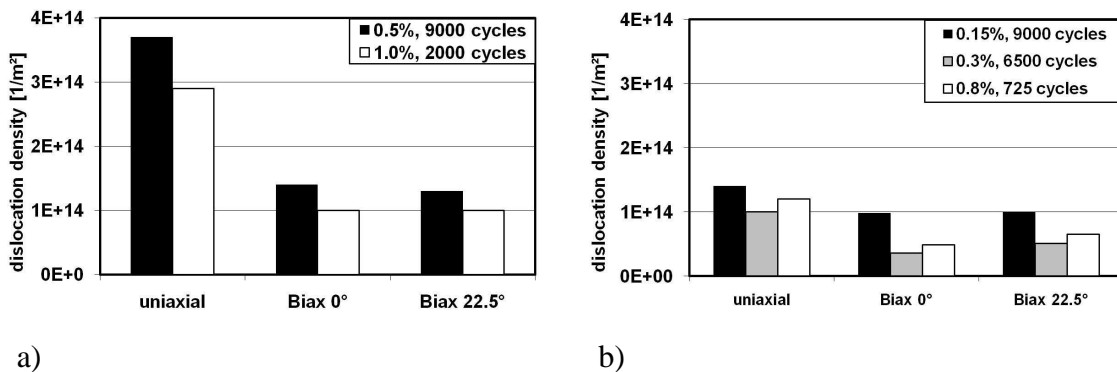 dislocation density [1/m²]
4E+14
3E+14
2E+14
1E+14
0E+0
0.5%, 9000 cycles
1.0%, 2000 cycles
uniaxial
Biax 0°
Biax 22.5°
a)
dislocation density [1/m²]
4E+14
3E+14
2E+14
1E+14
0E+00
0.15%, 9000 cycles
0.3%, 6500 cycles
0.8%, 725 cycles
uniaxial
Biax 0°
Biax 22.5°
b)